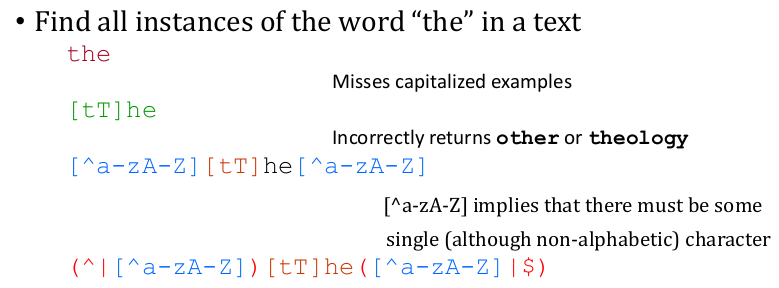 • Find all instances of the word “the” in a text
the
Misses capitalized examples
[tT]he
Incorrectly returns other or theology
[^a-zA-Z][tT]he[^a-zA-Z]
[^a-zA-Z] implies that there must be some
single (although non-alphabetic) character
(^|[^a-zA-Z])[tT]he([^a-zA-Z]|$)